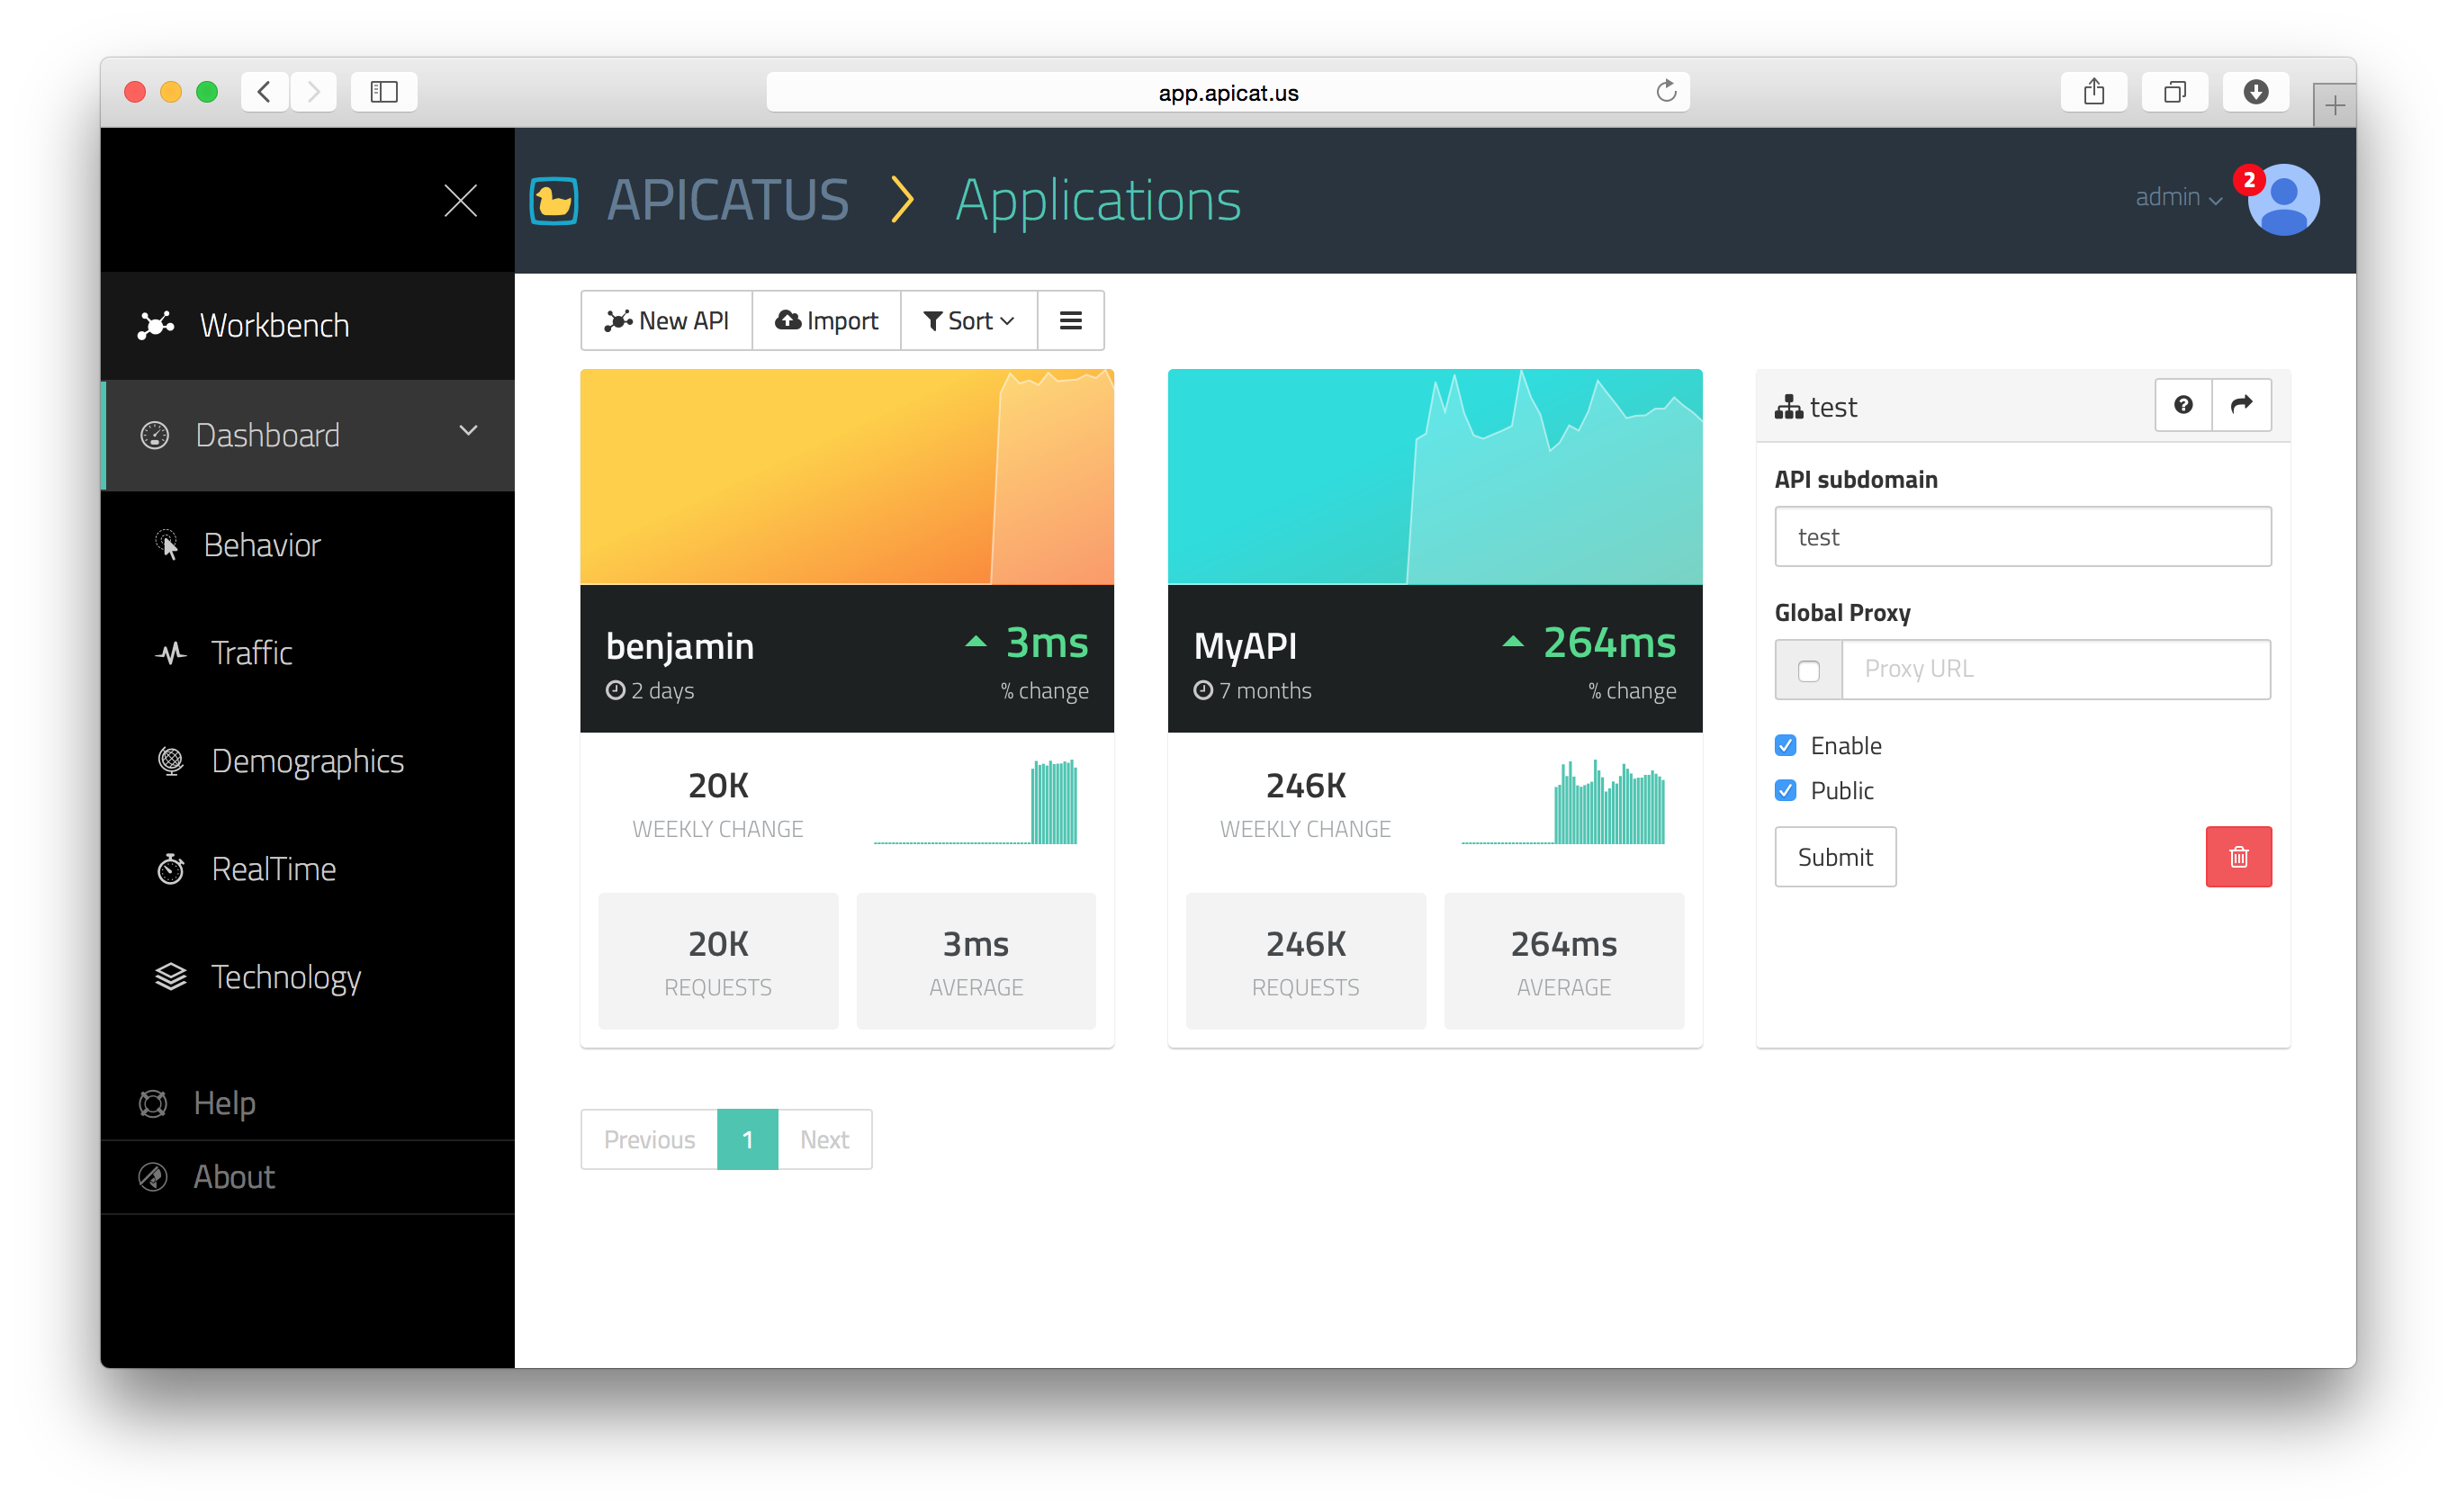 app.apicat.us
APICATUS
Applications
admin
2
Workbench
Dashboard
Behavior
Traffic
Demographics
RealTime
Technology
Help
About
New API
Import
Sort
benjamin
3ms
2 days
% change
20K
WEEKLY CHANGE
20K
REQUESTS
3ms
AVERAGE
MyAPI
264ms
7 months
% change
246K
WEEKLY CHANGE
246K
REQUESTS
264ms
AVERAGE
test
API subdomain
test
Global Proxy
Proxy URL
Enable
Public
Submit
Previous
1
Next